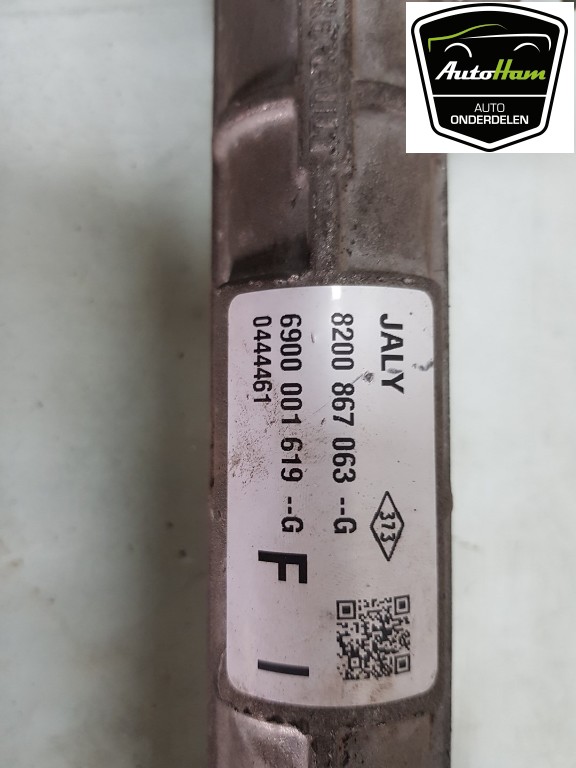 AutoHam
AUTO
ONDERDELEN
JALY
373
8200 867 063 --G
6900 001 619 --G
0444461
F I